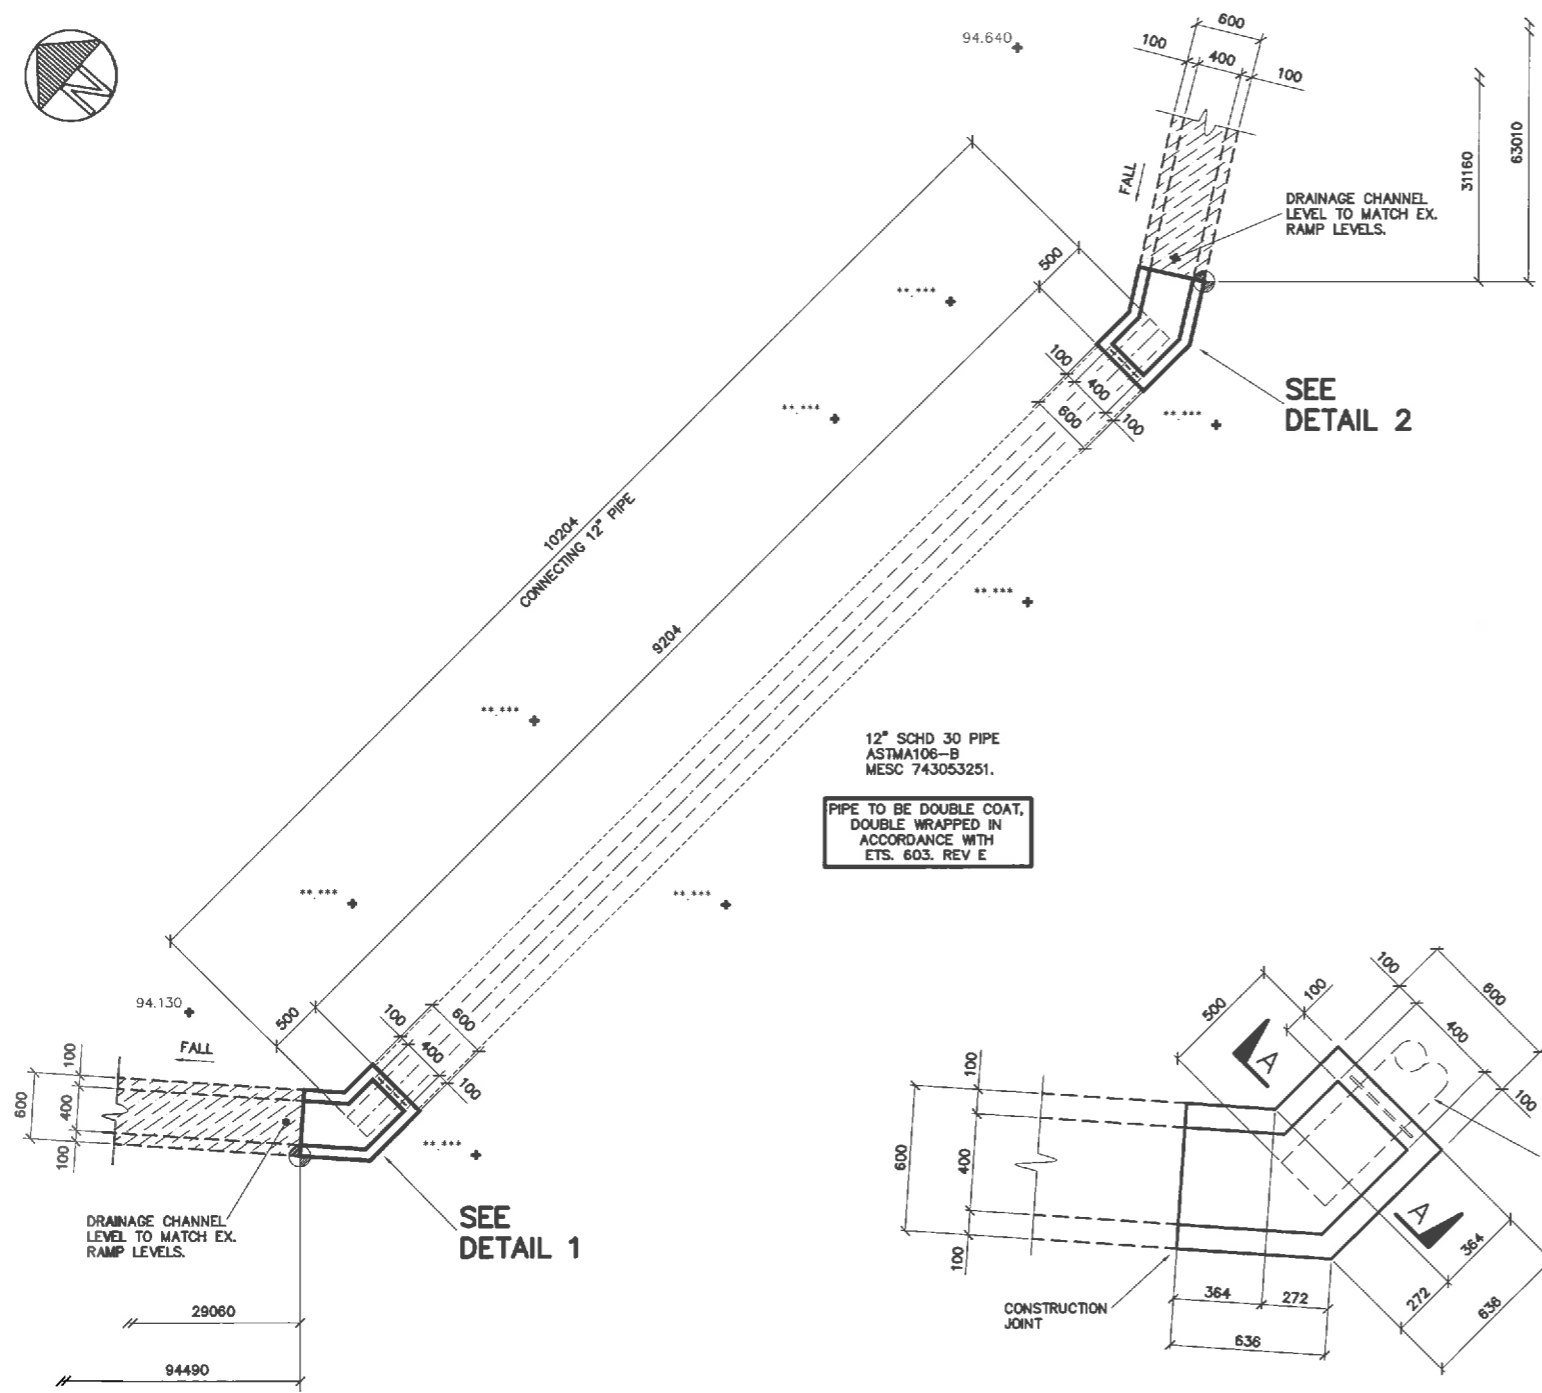 N
94.640
600
100
400
100
31160
63010
FALL
DRAINAGE CHANNEL
LEVEL TO MATCH EX.
RAMP LEVELS.
500
**.***
100
400
600
100
SEE
DETAIL 2
**.***
**.***
10204
CONNECTING 12" PIPE
9204
**.***
**.***
12" SCHD 30 PIPE
ASTMA106-B
MESC 743053251.
PIPE TO BE DOUBLE COAT,
DOUBLE WRAPPED IN
ACCORDANCE WITH
ETS. 603. REV E
**.***
**.***
94.130
500
100
600
400
100
FALL
100
400
600
100
**.***
DRAINAGE CHANNEL
LEVEL TO MATCH EX.
RAMP LEVELS.
SEE
DETAIL 1
29060
94490
500
100
100
600
400
100
A
A
100
600
400
100
364
272
636
CONSTRUCTION
JOINT
364
272
636